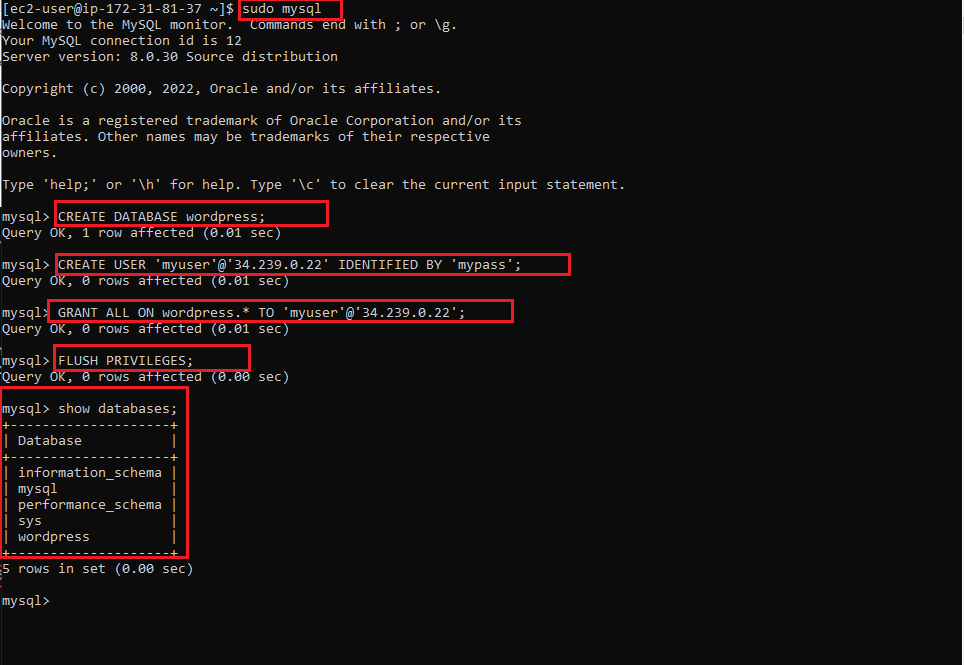 [ec2-user@ip-172-31-81-37 ~]$ sudo mysql
Welcome to the MySQL monitor.  Commands end with ; or \g.
Your MySQL connection id is 12
Server version: 8.0.30 Source distribution

Copyright (c) 2000, 2022, Oracle and/or its affiliates.

Oracle is a registered trademark of Oracle Corporation and/or its
affiliates. Other names may be trademarks of their respective
owners.

Type 'help;' or '\h' for help. Type '\c' to clear the current input statement.

mysql> CREATE DATABASE wordpress;
Query OK, 1 row affected (0.01 sec)

mysql> CREATE USER 'myuser'@'34.239.0.22' IDENTIFIED BY 'mypass';
Query OK, 0 rows affected (0.01 sec)

mysql> GRANT ALL ON wordpress.* TO 'myuser'@'34.239.0.22';
Query OK, 0 rows affected (0.01 sec)

mysql> FLUSH PRIVILEGES;
Query OK, 0 rows affected (0.00 sec)

mysql> show databases;
+--------------------+
| Database           |
+--------------------+
| information_schema |
| mysql              |
| performance_schema |
| sys                |
| wordpress          |
+--------------------+
5 rows in set (0.00 sec)

mysql>